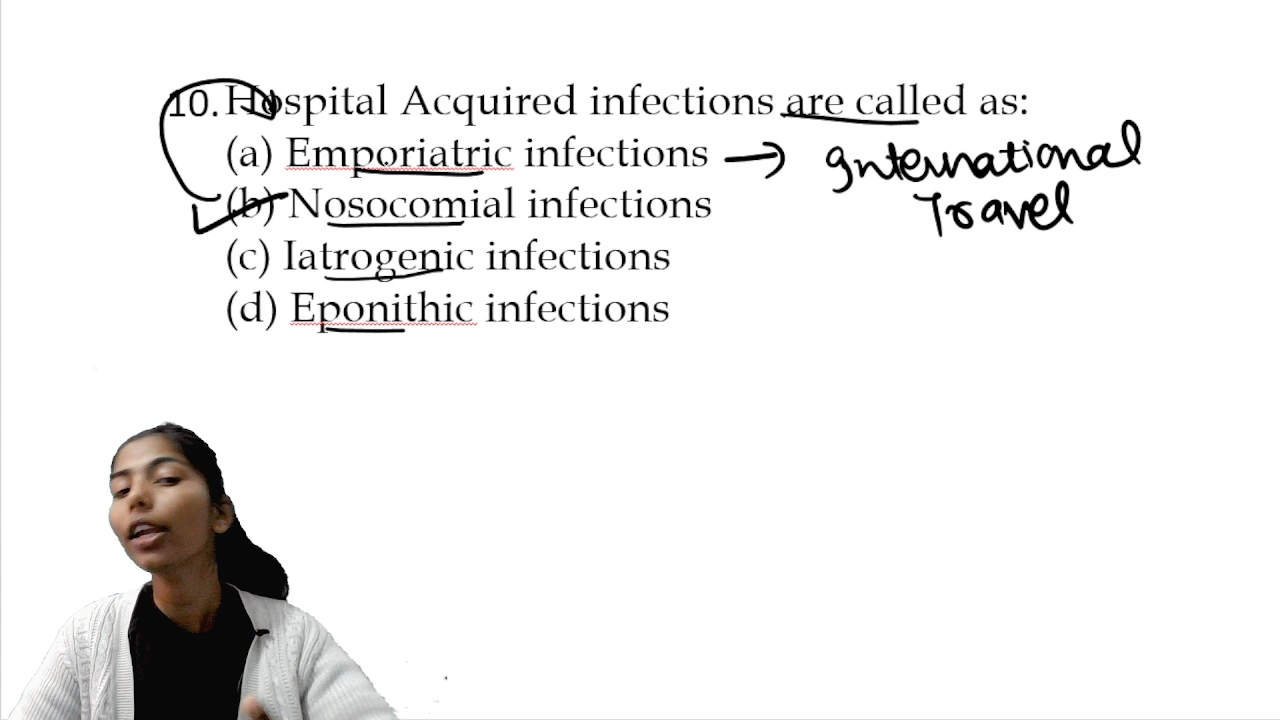 10. Hospital Acquired infections are called as:
(a) Emporiatric infections → International
Travel
(b) Nosocomial infections
(c) Iatrogenic infections
(d) Eponithic infections